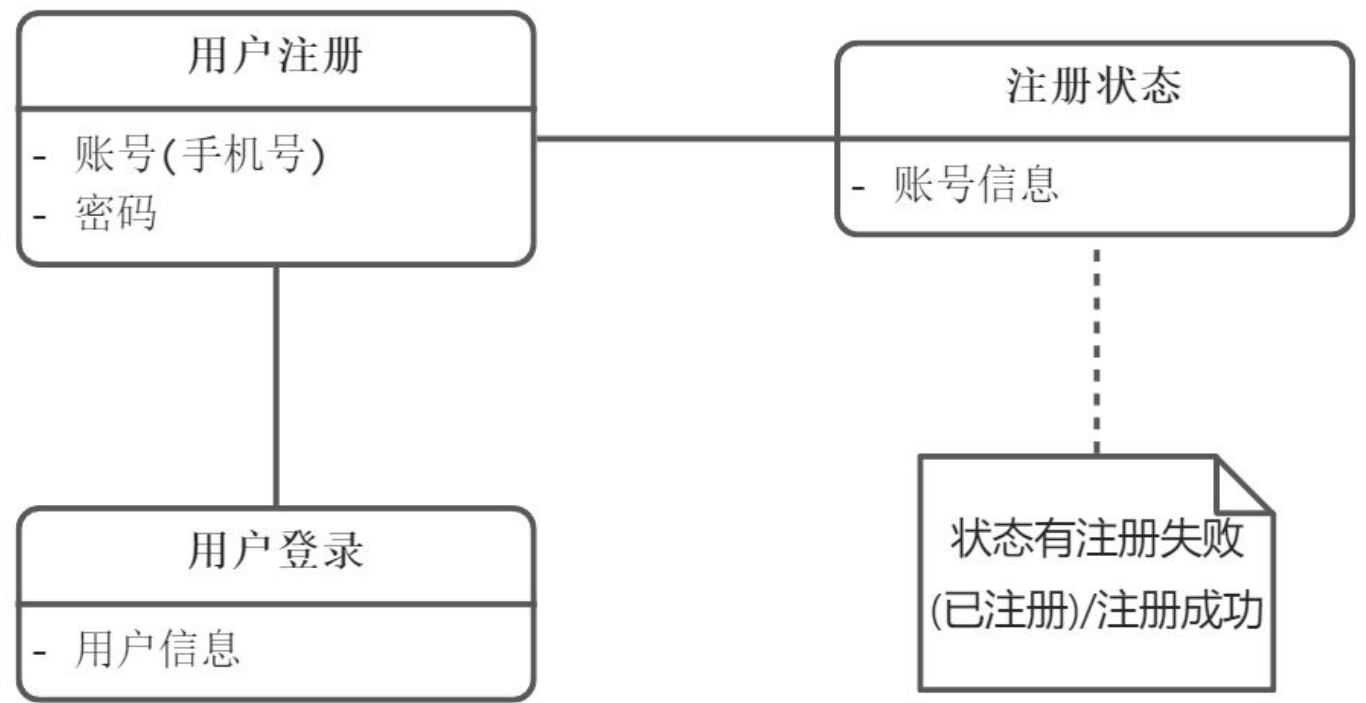 用户注册
- 账号(手机号)
- 密码
注册状态
- 账号信息
用户登录
- 用户信息
状态有注册失败
(已注册)/注册成功